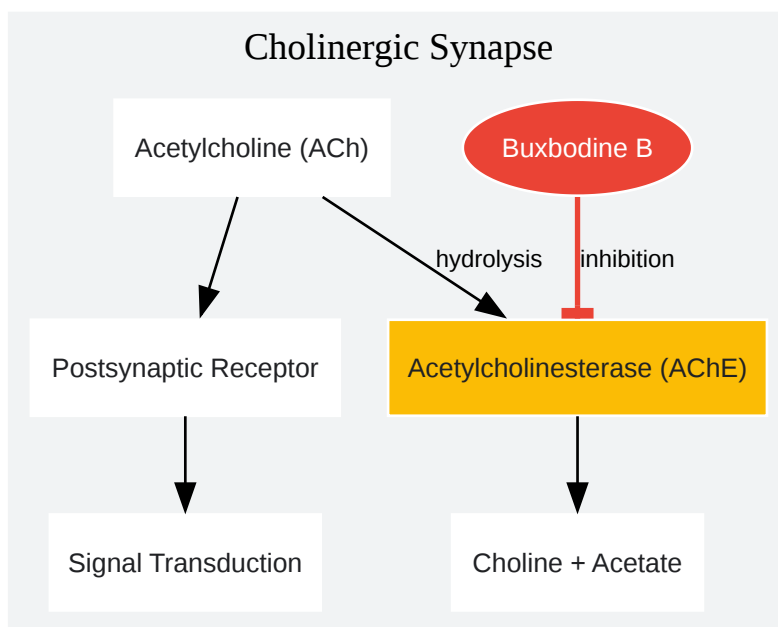 Cholinergic Synapse
Acetylcholine (ACh)
Buxbodine B
hydrolysis
inhibition
Postsynaptic Receptor
Acetylcholinesterase (AChE)
Signal Transduction
Choline + Acetate